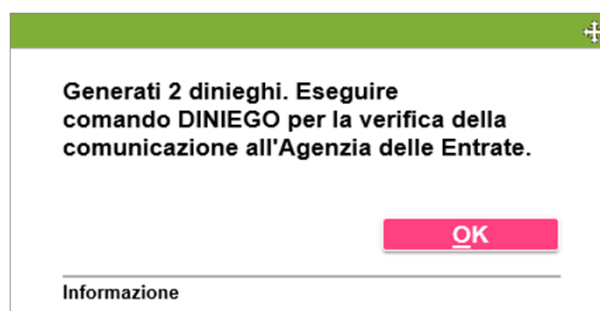 Generati 2 dinieghi. Eseguire
comando DINIEGO per la verifica della
comunicazione all'Agenzia delle Entrate.
OK
Informazione